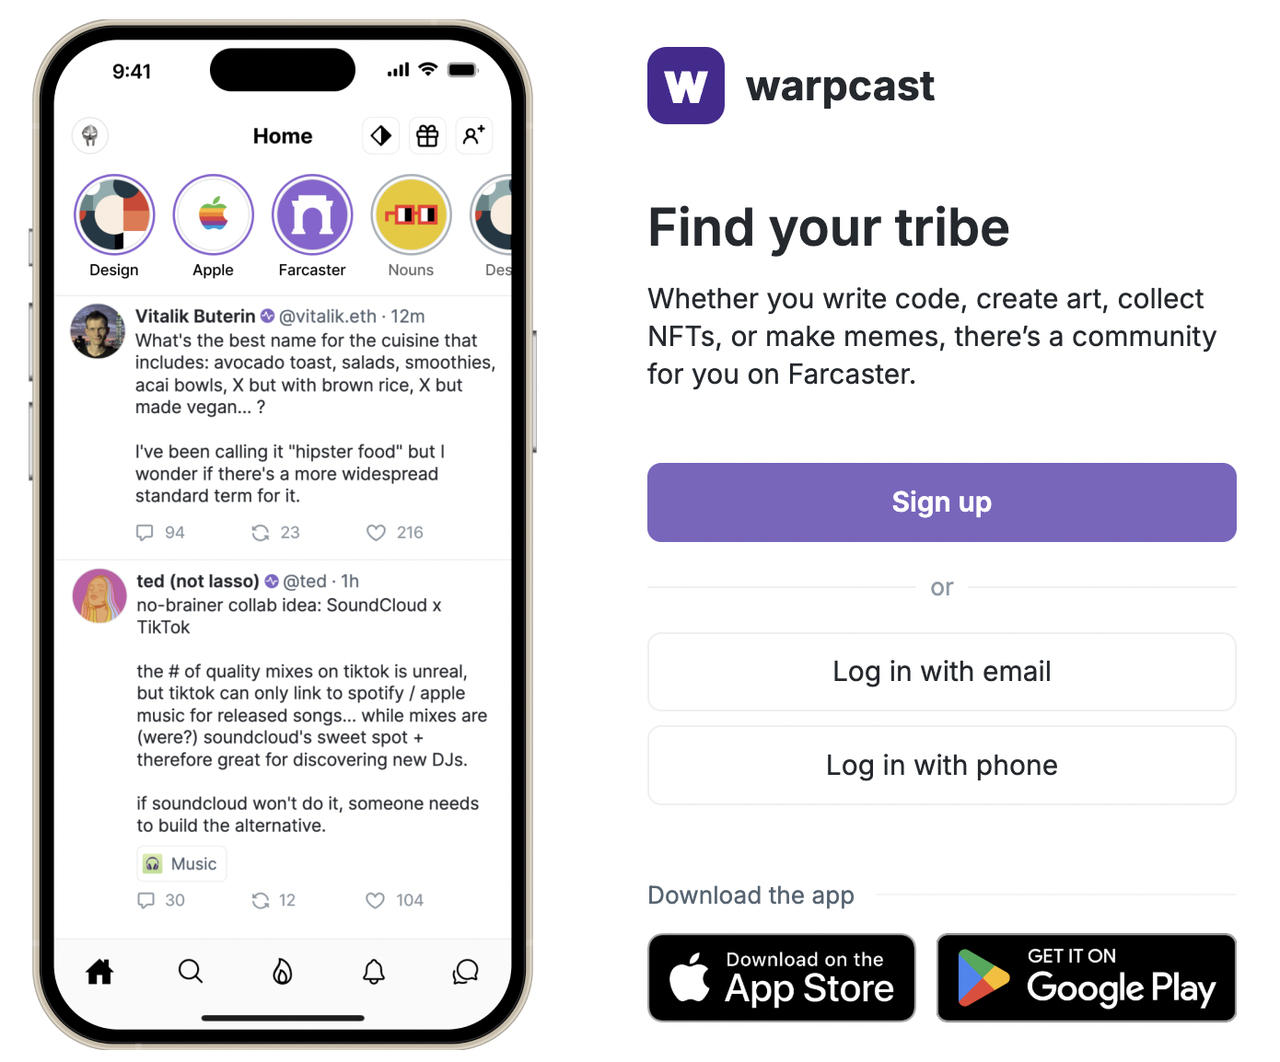 9:41
Home
Design
Apple
Farcaster
Nouns
Des
Vitalik Buterin @vitalik.eth · 12m
What's the best name for the cuisine that
includes: avocado toast, salads, smoothies,
acai bowls, X but with brown rice, X but
made vegan... ?
I've been calling it "hipster food" but I
wonder if there's a more widespread
standard term for it.
94 23 216
ted (not lasso) @ted · 1h
no-brainer collab idea: SoundCloud x
TikTok
the # of quality mixes on tiktok is unreal,
but tiktok can only link to spotify / apple
music for released songs... while mixes are
(were?) soundcloud's sweet spot +
therefore great for discovering new DJs.
if soundcloud won't do it, someone needs
to build the alternative.
Music
30 12 104
W warpcast
Find your tribe
Whether you write code, create art, collect
NFTs, or make memes, there’s a community
for you on Farcaster.
Sign up
or
Log in with email
Log in with phone
Download the app
Download on the
App Store
GET IT ON
Google Play